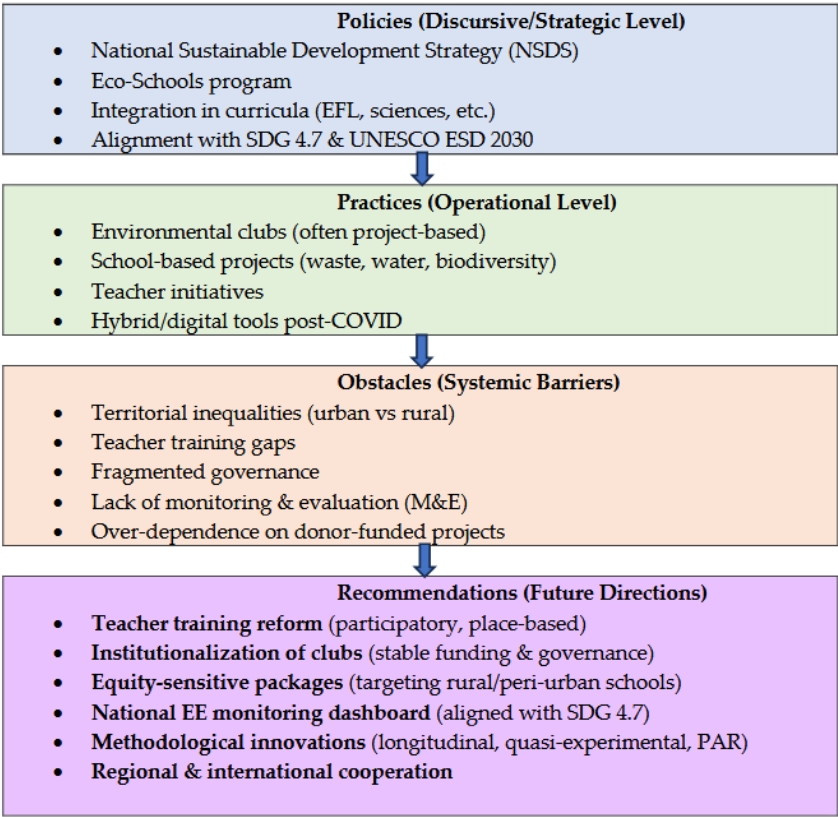 Policies (Discursive/Strategic Level)
• National Sustainable Development Strategy (NSDS)
• Eco-Schools program
• Integration in curricula (EFL, sciences, etc.)
• Alignment with SDG 4.7 & UNESCO ESD 2030
Practices (Operational Level)
• Environmental clubs (often project-based)
• School-based projects (waste, water, biodiversity)
• Teacher initiatives
• Hybrid/digital tools post-COVID
Obstacles (Systemic Barriers)
• Territorial inequalities (urban vs rural)
• Teacher training gaps
• Fragmented governance
• Lack of monitoring & evaluation (M&E)
• Over-dependence on donor-funded projects
Recommendations (Future Directions)
• Teacher training reform (participatory, place-based)
• Institutionalization of clubs (stable funding & governance)
• Equity-sensitive packages (targeting rural/peri-urban schools)
• National EE monitoring dashboard (aligned with SDG 4.7)
• Methodological innovations (longitudinal, quasi-experimental, PAR)
• Regional & international cooperation